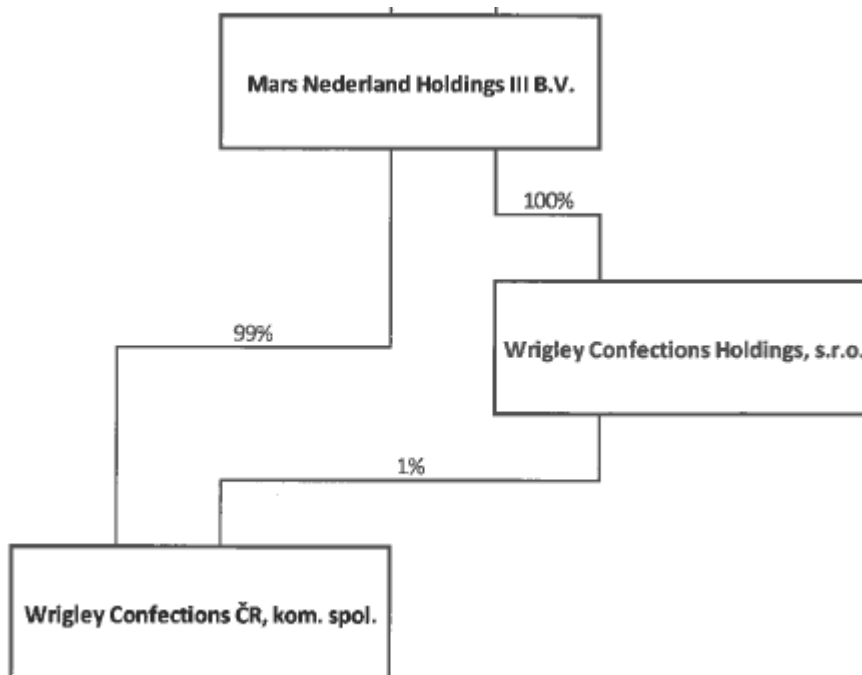 Mars Nederland Holdings III B.V.
100%
99%
Wrigley Confections Holdings, s.r.o.
1%
Wrigley Confections ČR, kom. spol.